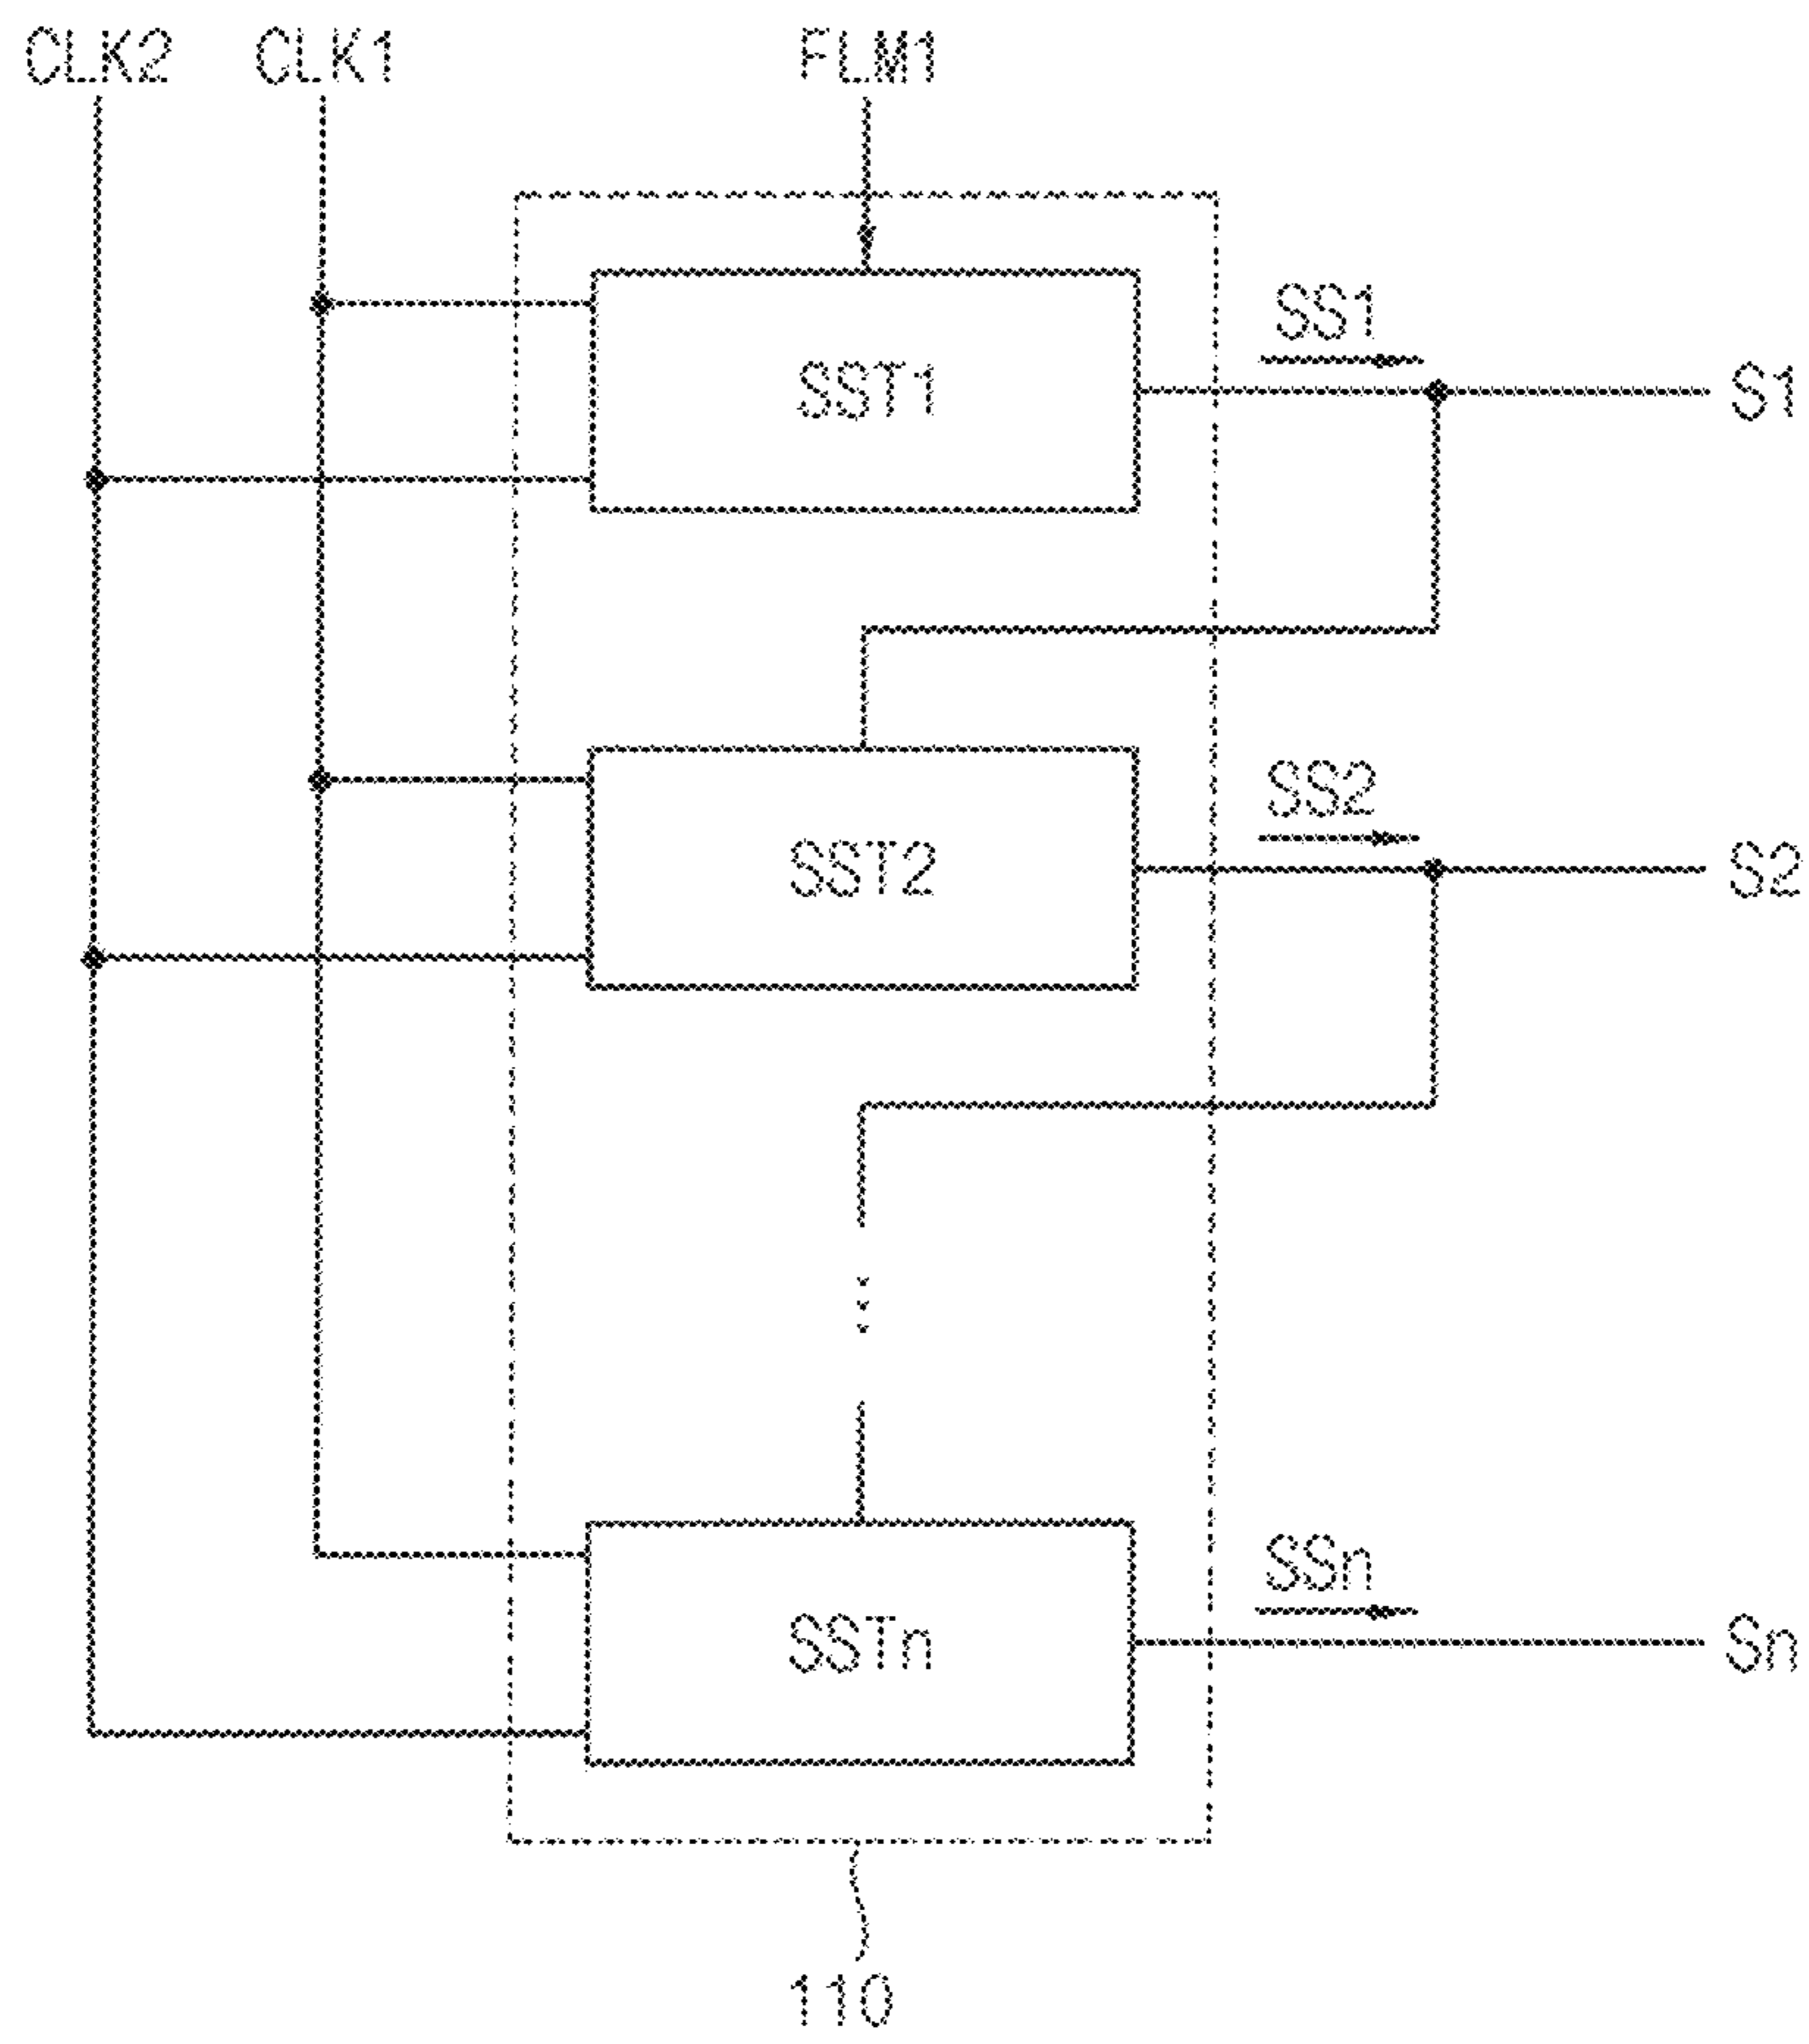 CLK2 CLK1 FLM1
SS1
SST1 S1
SS2
SST2 S2
SSn
SSTn Sn
110